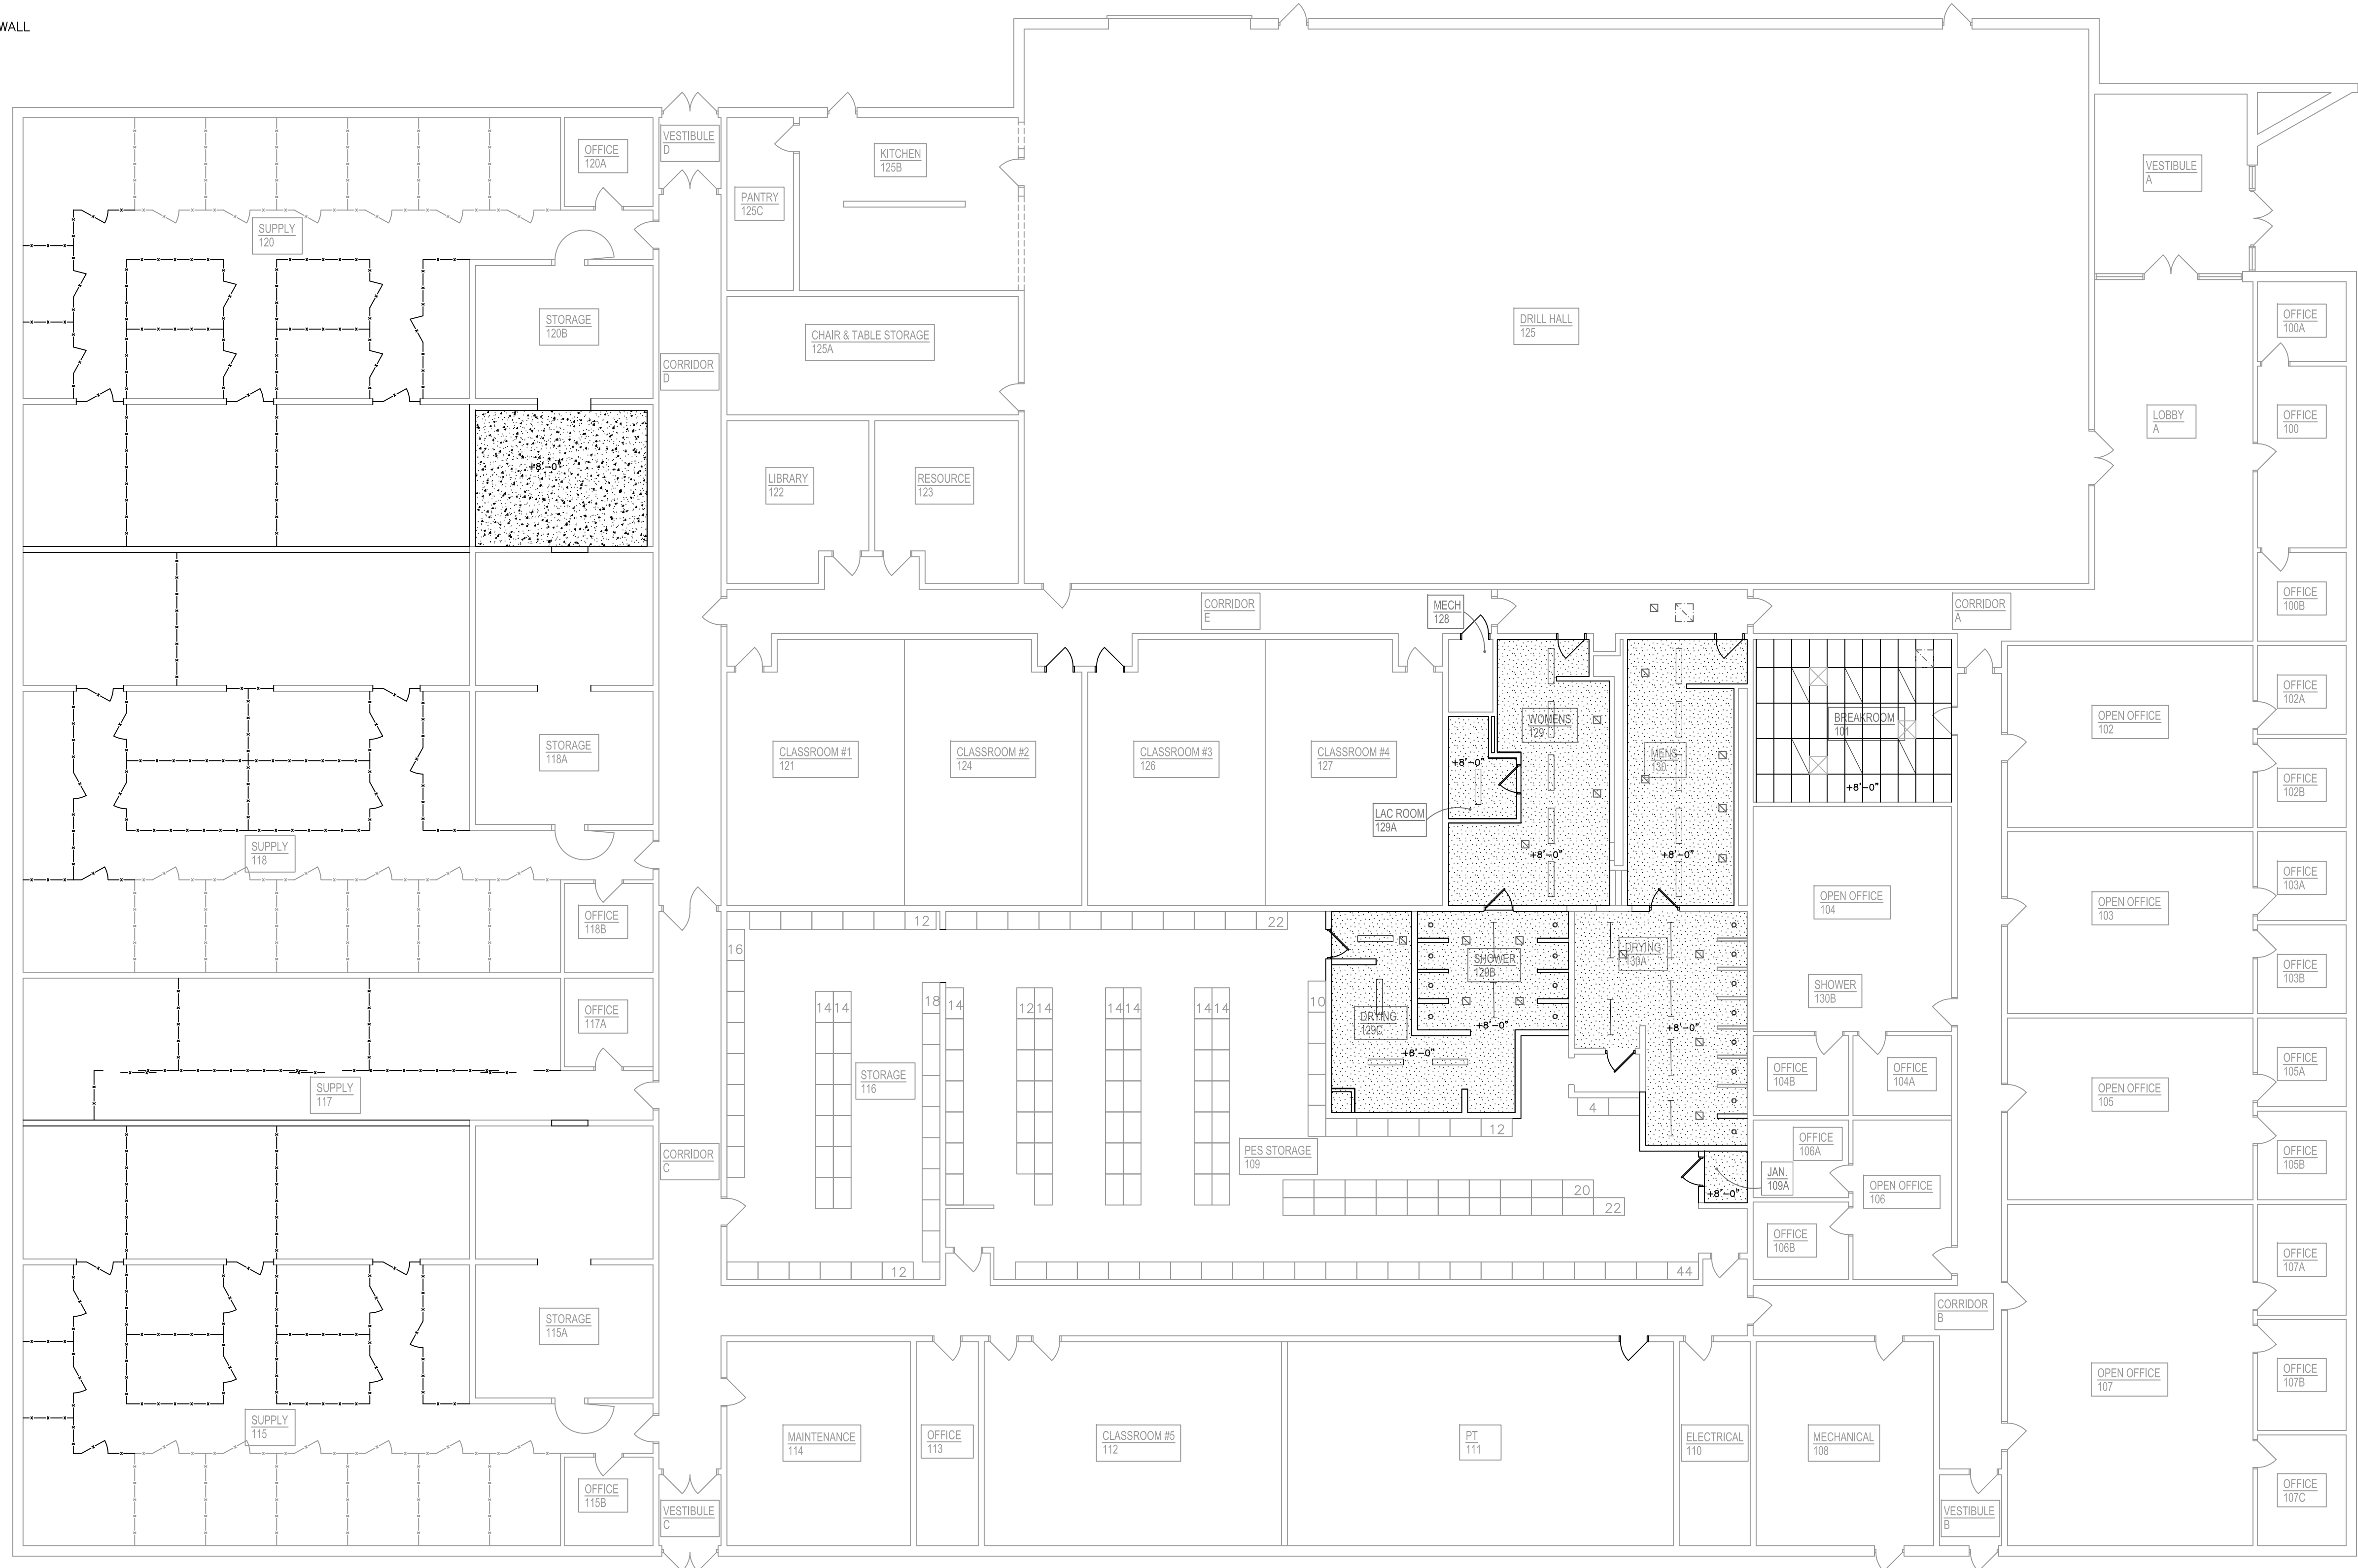 WALL
VESTIBULE
D
OFFICE
120A
KITCHEN
125B
PANTRY
125C
VESTIBULE
A
SUPPLY
120
STORAGE
120B
CHAIR & TABLE STORAGE
125A
DRILL HALL
125
OFFICE
100A
CORRIDOR
D
LOBBY
A
OFFICE
100
+8'-0"
LIBRARY
122
RESOURCE
123
CORRIDOR
E
MECH
128
CORRIDOR
A
OFFICE
100B
OFFICE
102A
STORAGE
118A
CLASSROOM #1
121
CLASSROOM #2
124
CLASSROOM #3
126
CLASSROOM #4
127
+8'-0"
WOMENS
129
MENS
130
BREAKROOM
101
+8'-0"
OPEN OFFICE
102
OFFICE
102B
LAC ROOM
129A
+8'-0"
+8'-0"
SUPPLY
118
OFFICE
118B
12
22
16
OPEN OFFICE
104
OPEN OFFICE
103
OFFICE
103A
SHOWER
129B
DRYING
130A
OFFICE
103B
SHOWER
130B
OFFICE
117A
14
14
18
14
12
14
14
14
14
14
10
DRYING
129C
+8'-0"
+8'-0"
+8'-0"
SUPPLY
117
STORAGE
116
OFFICE
104B
OFFICE
104A
OPEN OFFICE
105
OFFICE
105A
4
12
CORRIDOR
C
PES STORAGE
109
OFFICE
106A
OFFICE
105B
JAN.
109A
+8'-0"
OPEN OFFICE
106
20
22
OFFICE
106B
12
44
OFFICE
107A
STORAGE
115A
CORRIDOR
B
OPEN OFFICE
107
OFFICE
107B
SUPPLY
115
MAINTENANCE
114
OFFICE
113
CLASSROOM #5
112
PT
111
ELECTRICAL
110
MECHANICAL
108
OFFICE
115B
VESTIBULE
C
VESTIBULE
B
OFFICE
107C